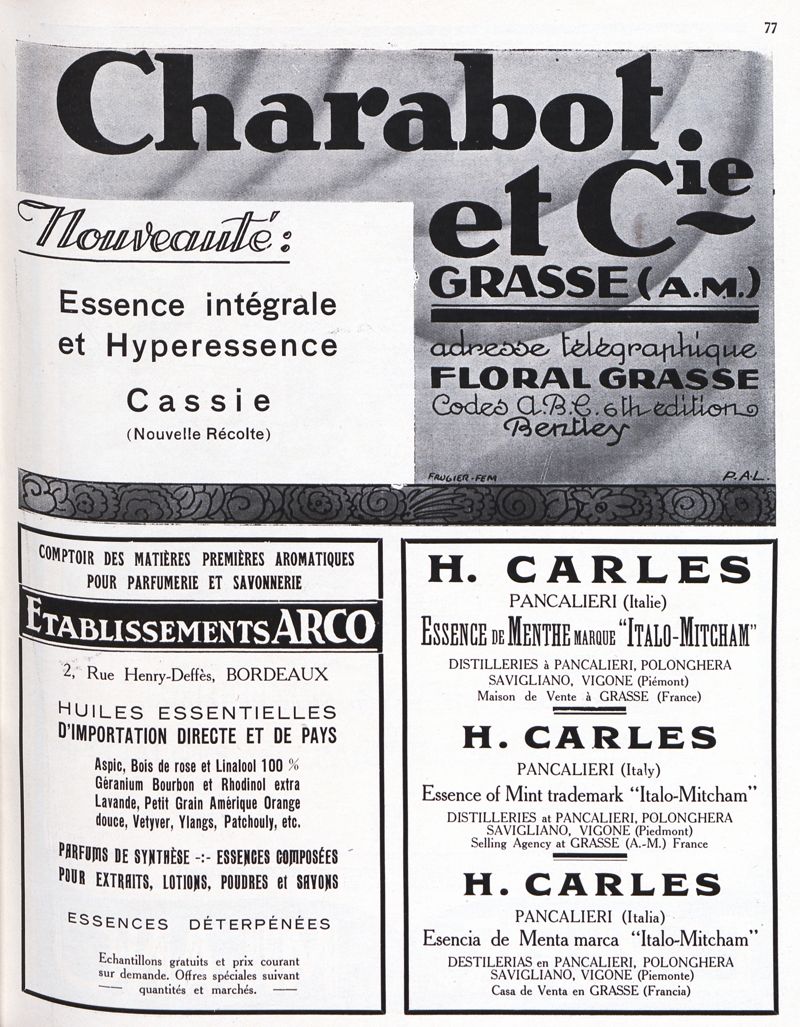 77
Charabot
et Cie
GRASSE (A.M.)
Nouveauté :
Essence intégrale
et Hyperessence
Cassie
(Nouvelle Récolte)
adresse télégraphique
FLORAL GRASSE
Codes A.B.C. 6th edition
Bentley
FRUGIER-FEM
P.A.L.
COMPTOIR DES MATIÈRES PREMIÈRES AROMATIQUES
POUR PARFUMERIE ET SAVONNERIE
ETABLISSEMENTS ARCO
2, Rue Henry-Deffès, BORDEAUX
HUILES ESSENTIELLES
D'IMPORTATION DIRECTE ET DE PAYS
Aspic, Bois de rose et Linalool 100 %
Géranium Bourbon et Rhodinol extra
Lavande, Petit Grain Amérique Orange
douce, Vetyver, Ylangs, Patchouly, etc.
PARFUMS DE SYNTHÈSE -:- ESSENCES COMPOSÉES
POUR EXTRAITS, LOTIONS, POUDRES et SAVONS
ESSENCES DÉTERPÉNÉES
Echantillons gratuits et prix courant
sur demande. Offres spéciales suivant
quantités et marchés.
H. CARLES
PANCALIERI (Italie)
ESSENCE DE MENTHE MARQUE "ITALO-MITCHAM"
DISTILLERIES à PANCALIERI, POLONGHERA
SAVIGLIANO, VIGONE (Piémont)
Maison de Vente à GRASSE (France)
H. CARLES
PANCALIERI (Italy)
Essence of Mint trademark "Italo-Mitcham"
DISTILLERIES at PANCALIERI, POLONGHERA
SAVIGLIANO, VIGONE (Piedmont)
Selling Agency at GRASSE (A.-M.) France
H. CARLES
PANCALIERI (Italia)
Esencia de Menta marca "Italo-Mitcham"
DESTILERIAS en PANCALIERI, POLONGHERA
SAVIGLIANO, VIGONE (Piemonte)
Casa de Venta en GRASSE (Francia)